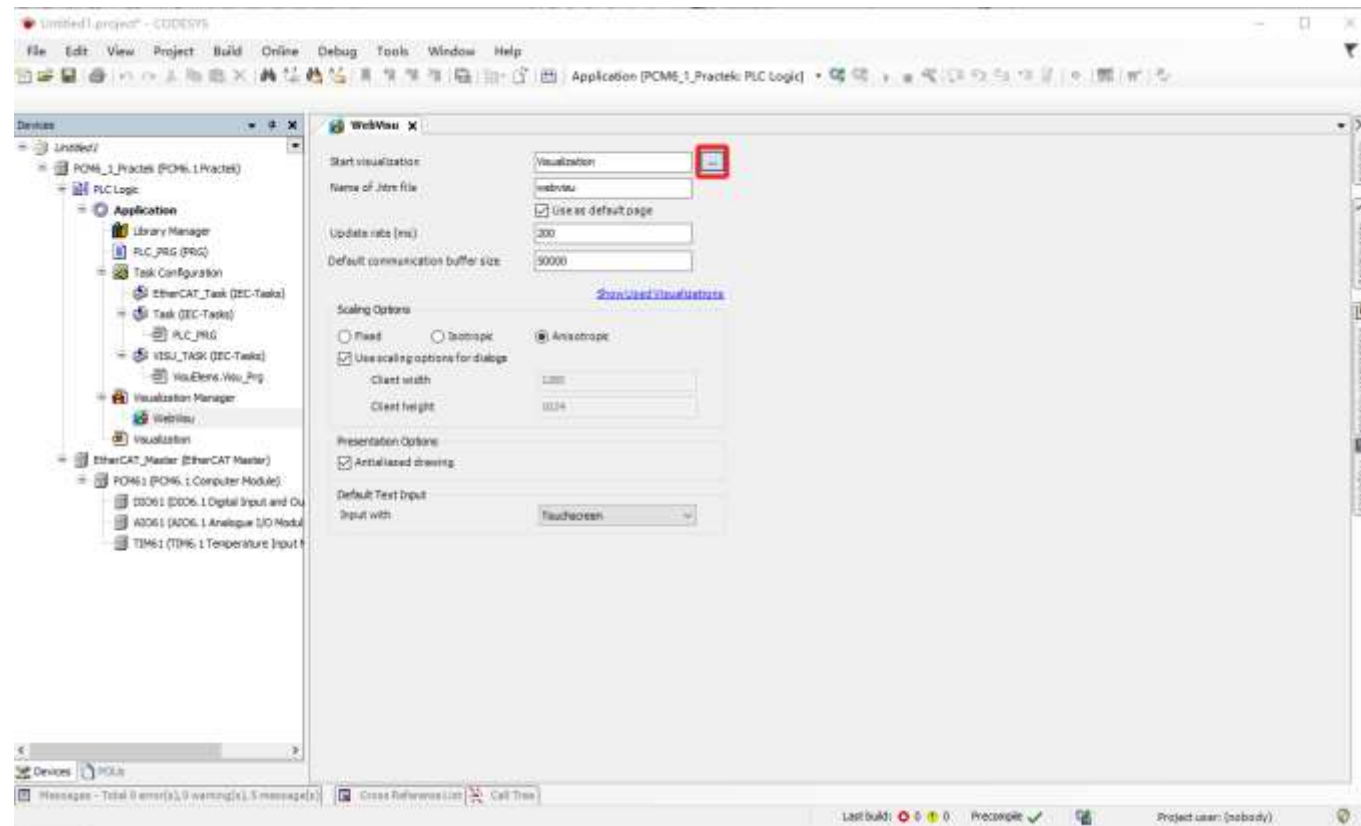 Untitled1.project* - CODESYS
File Edit View Project Build Online Debug Tools Window Help
Application [PCM6_1_Practek: PLC Logic]
Devices
WebVisu
Untitled1
PCM6_1_Practek (PCM6.1 Practek)
PLC Logic
Application
Library Manager
PLC_PRG (PRG)
Task Configuration
EtherCAT_Task (IEC-Tasks)
Task (IEC-Tasks)
PLC_PRG
VISU_TASK (IEC-Tasks)
VisuElems.Visu_Prg
Visualization Manager
WebVisu
Visualization
EtherCAT_Master (EtherCAT Master)
PCM61 (PCM6.1 Computer Module)
DIO61 (DIO6.1 Digital Input and Ou
AIO61 (AIO6.1 Analogue I/O Modul
TIM61 (TIM6.1 Temperature Input M
Start visualization Visualization ...
Name of .htm file webvisu
Use as default page
Update rate (ms) 200
Default communication buffer size 50000
Show Used Visualizations
Scaling Options
Fixed Isotropic Anisotropic
Use scaling options for dialogs
Client width 1280
Client height 1024
Presentation Options
Antialiased drawing
Default Text Input
Input with Touchscreen
Devices POUs
Messages - Total 0 error(s), 0 warning(s), 5 message(s) Cross Reference List Call Tree
Last build: 0 0 Precompile Project user: (nobody)